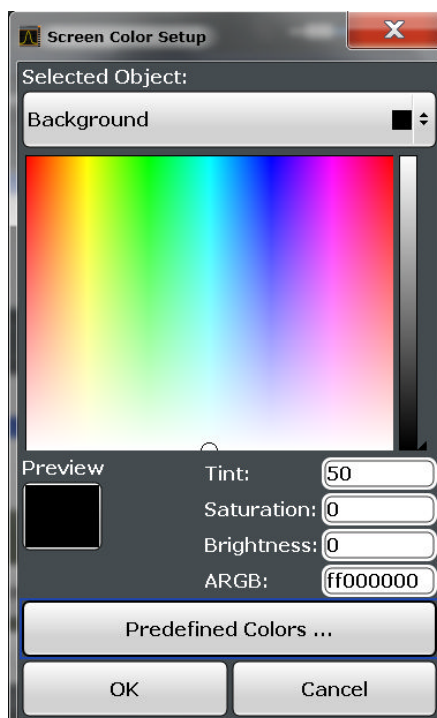 Screen Color Setup
Selected Object:
Background
Preview
Tint: 50
Saturation: 0
Brightness: 0
ARGB: ff000000
Predefined Colors ...
OK Cancel